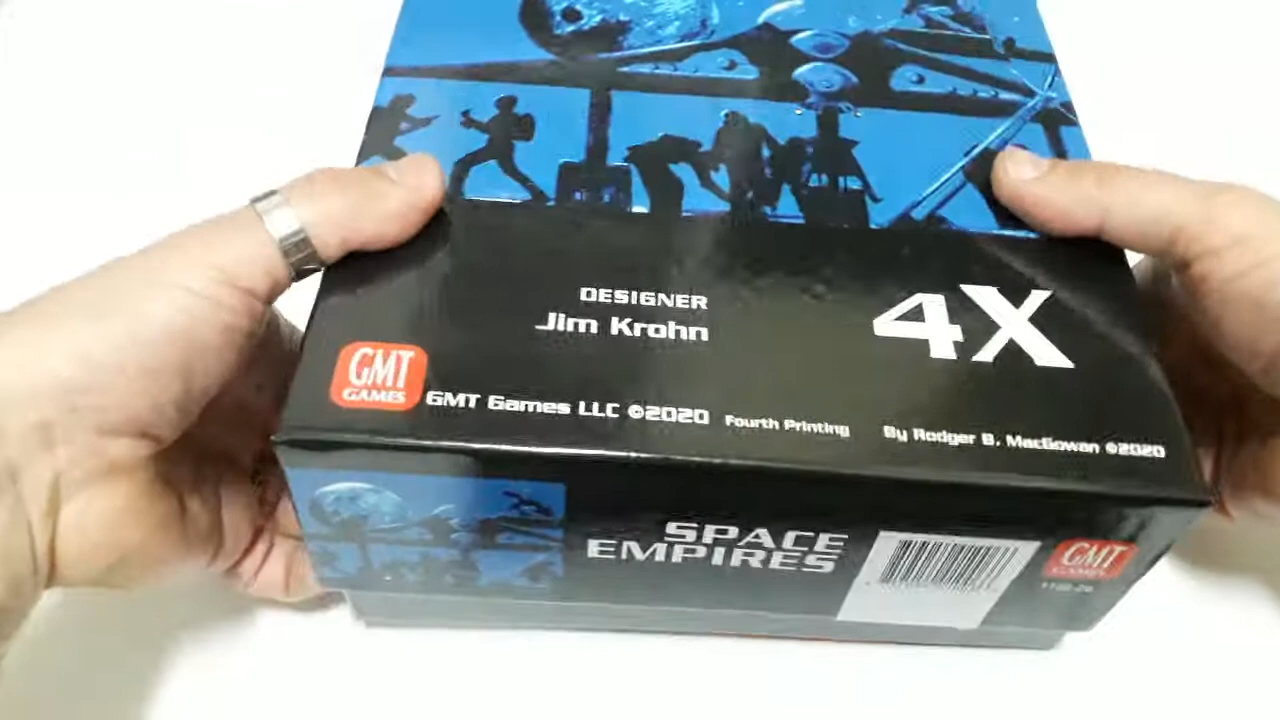 DESIGNER
Jim Krohn
4X
GMT
GAMES
GMT Games LLC ©2020 Fourth Printing By Rodger B. MacGowan ©2020
SPACE
EMPIRES
GMT
GAMES